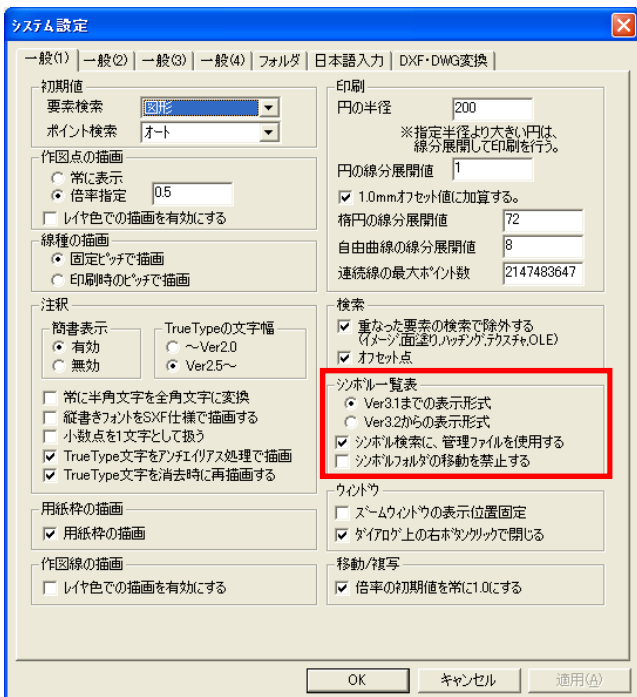 システム設定
一般(1)
一般(2)
一般(3)
一般(4)
フォルダ
日本語入力
DXF・DWG変換
初期値
要素検索 図形
ポイント検索 オート
作図点の描画
常に表示
倍率指定 0.5
レイヤ色での描画を有効にする
線種の描画
固定ピッチで描画
印刷時のピッチで描画
注釈
簡書表示
有効
無効
TrueTypeの文字幅
～Ver2.0
Ver2.5～
常に半角文字を全角文字に変換
縦書きフォントをSXF仕様で描画する
小数点を1文字として扱う
TrueType文字をアンチエイリアス処理で描画
TrueType文字を消去時に再描画する
用紙枠の描画
用紙枠の描画
作図線の描画
レイヤ色での描画を有効にする
印刷
円の半径 200
※指定半径より大きい円は、
線分展開して印刷を行う。
円の線分展開値 1
1.0mmオフセット値に加算する。
楕円の線分展開値 72
自由曲線の線分展開値 8
連続線の最大ポイント数 2147483647
検索
重なった要素の検索で除外する
(イメージ,面塗り,ハッチング,テクスチャ,OLE)
オフセット点
シンボル一覧表
Ver3.1までの表示形式
Ver3.2からの表示形式
シンボル検索に、管理ファイルを使用する
シンボルフォルダの移動を禁止する
ウィンドウ
ズームウィンドウの表示位置固定
ダイアログ上の右ボタンクリックで閉じる
移動/複写
倍率の初期値を常に1.0にする
OK
キャンセル
適用(A)